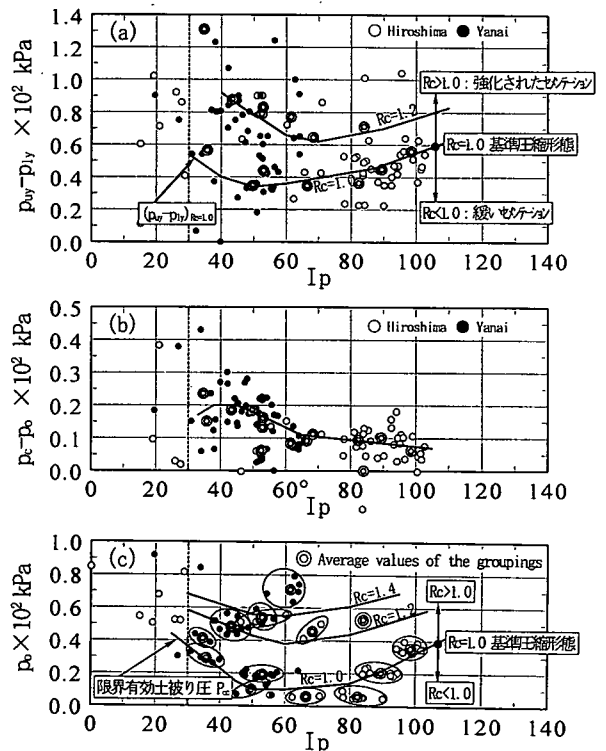 (a)
○ Hiroshima ● Yanai
1.4
1.2
1.0
0.8
0.6
0.4
0.2
0.0
puy-ply ×10² kPa
Rc>1.0：強化されたセメンテーション
Rc=1.2
Rc=1.0 基準圧縮形態
Rc=1.0
Rc<1.0：緩いセメンテーション
(puy-ply)Rc=1.0
0 20 40 60 80 100 120 140
Ip
(b)
○ Hiroshima ● Yanai
0.5
0.4
0.3
0.2
0.1
0.0
pc-po ×10² kPa
0 20 40 60 80 100 120 140
Ip
(c)
◎ Average values of the groupings
1.0
0.8
0.6
0.4
0.2
0.0
po ×10² kPa
Rc=1.4
Rc>1.0
Rc=1.2
Rc=1.0 基準圧縮形態
Rc=1.0
Rc<1.0
限界有効土被り圧
0 20 40 60 80 100 120 140
Ip